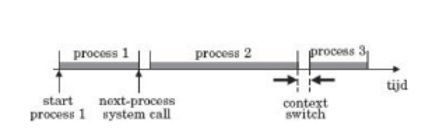 process 1
process 2
process 3
tijd
start
process 1
next-process
system call
context
switch